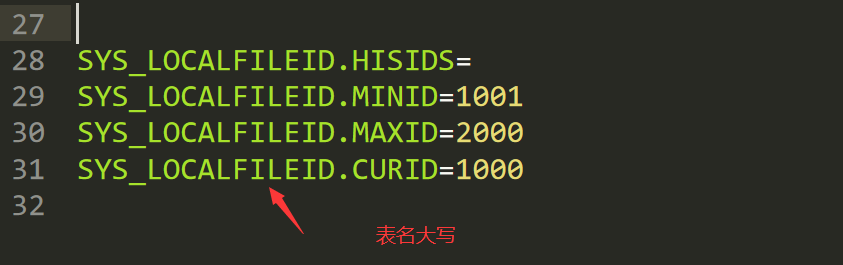 27
28 SYS_LOCALFILEID.HISIDS=
29 SYS_LOCALFILEID.MINID=1001
30 SYS_LOCALFILEID.MAXID=2000
31 SYS_LOCALFILEID.CURID=1000
32
表名大写